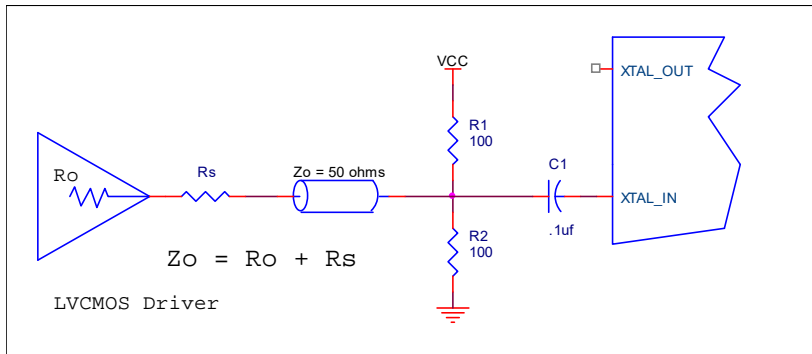 VCC
XTAL_OUT
R1
100
Ro
Rs
Zo = 50 ohms
C1
XTAL_IN
.1uf
R2
100
Zo = Ro + Rs
LVCMOS Driver